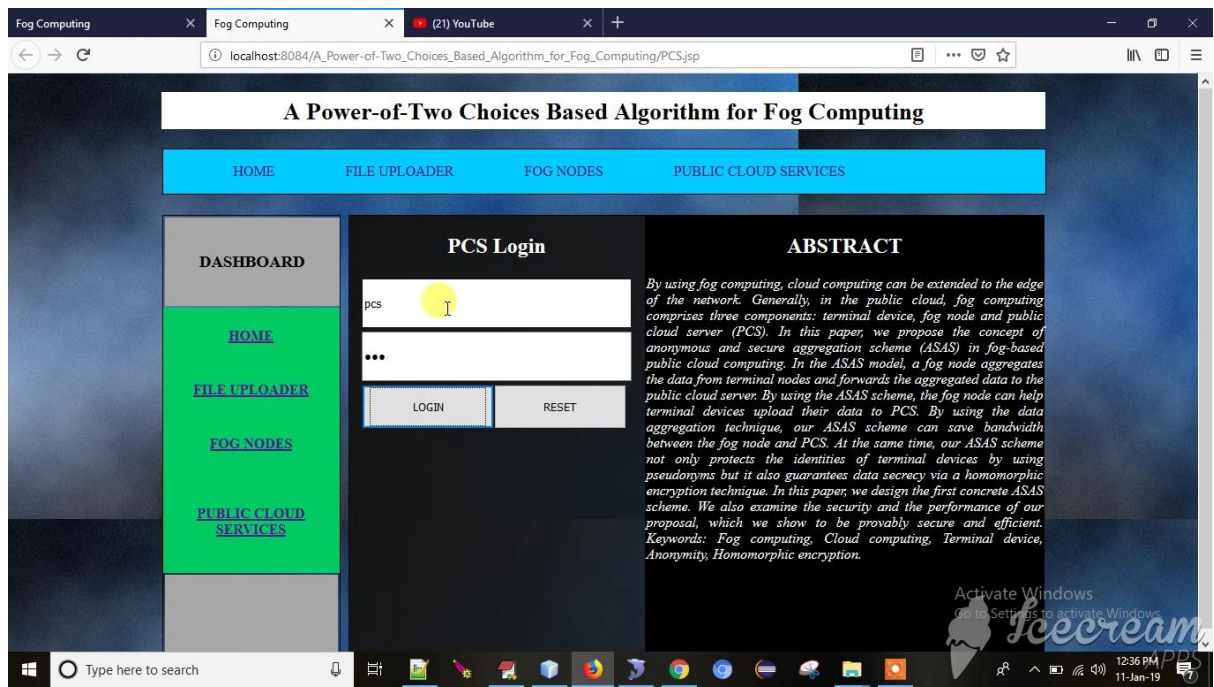 Fog Computing
Fog Computing
(21) YouTube
localhost:8084/A_Power-of-Two_Choices_Based_Algorithm_for_Fog_Computing/PCS.jsp
A Power-of-Two Choices Based Algorithm for Fog Computing
HOME FILE UPLOADER FOG NODES PUBLIC CLOUD SERVICES
DASHBOARD
HOME
FILE UPLOADER
FOG NODES
PUBLIC CLOUD
SERVICES
PCS Login
pcs
•••
LOGIN RESET
ABSTRACT
By using fog computing, cloud computing can be extended to the edge
of the network. Generally, in the public cloud, fog computing
comprises three components: terminal device, fog node and public
cloud server (PCS). In this paper, we propose the concept of
anonymous and secure aggregation scheme (ASAS) in fog-based
public cloud computing. In the ASAS model, a fog node aggregates
the data from terminal nodes and forwards the aggregated data to the
public cloud server. By using the ASAS scheme, the fog node can help
terminal devices upload their data to PCS. By using the data
aggregation technique, our ASAS scheme can save bandwidth
between the fog node and PCS. At the same time, our ASAS scheme
not only protects the identities of terminal devices by using
pseudonyms but it also guarantees data secrecy via a homomorphic
encryption technique. In this paper, we design the first concrete ASAS
scheme. We also examine the security and the performance of our
proposal, which we show to be provably secure and efficient.
Keywords: Fog computing, Cloud computing, Terminal device,
Anonymity, Homomorphic encryption.
Activate Windows
Go to Settings to activate Windows.
Icecream
APPS
Type here to search
12:36 PM
11-Jan-19
7